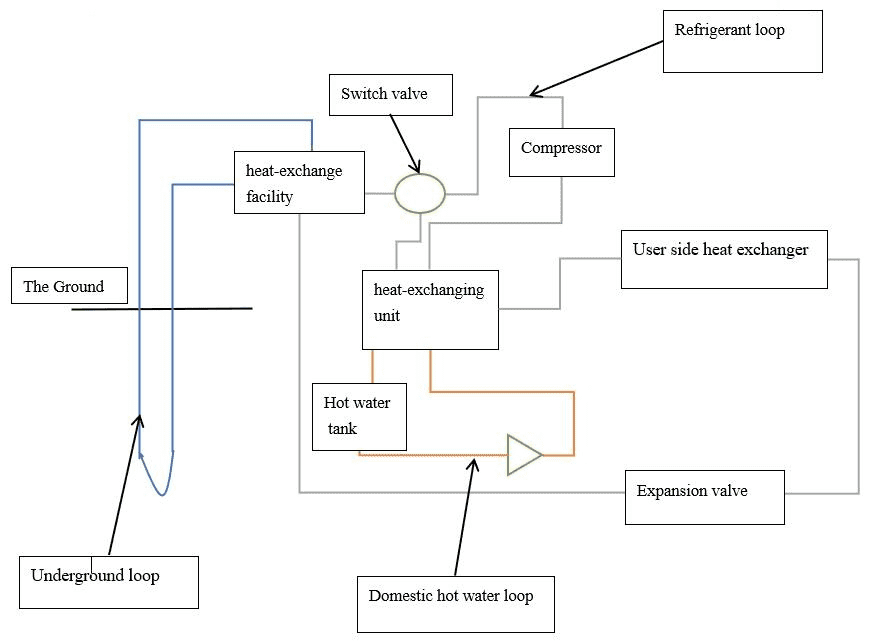 Refrigerant loop
Switch valve
Compressor
heat-exchange
facility
User side heat exchanger
The Ground
heat-exchanging
unit
Hot water
tank
Expansion valve
Underground loop
Domestic hot water loop